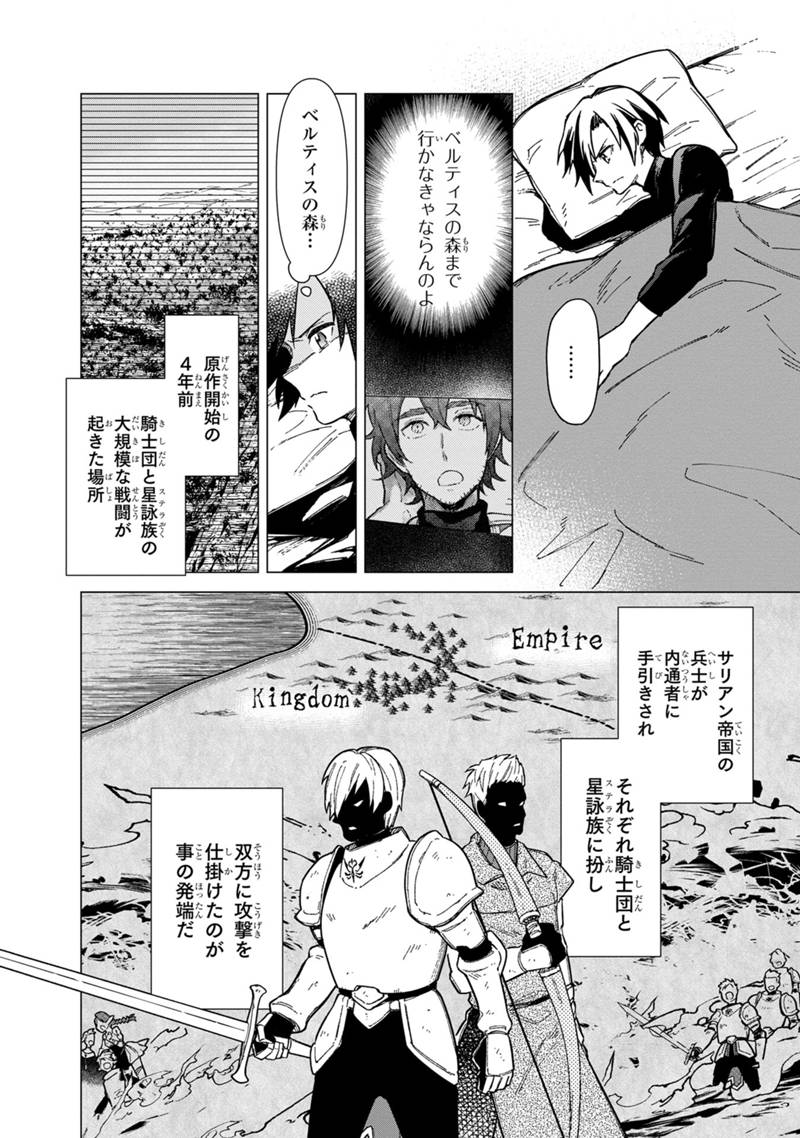 ……
ベルティスの森まで
行かなきゃならんのよ
ベルティスの森…
原作開始の
4年前
騎士団と星詠族の
大規模な戦闘が
起きた場所
Empire
Kingdom
サリアン帝国の
兵士が
内通者に
手引きされ
それぞれ騎士団と
星詠族に扮し
双方に攻撃を
仕掛けたのが
事の発端だ